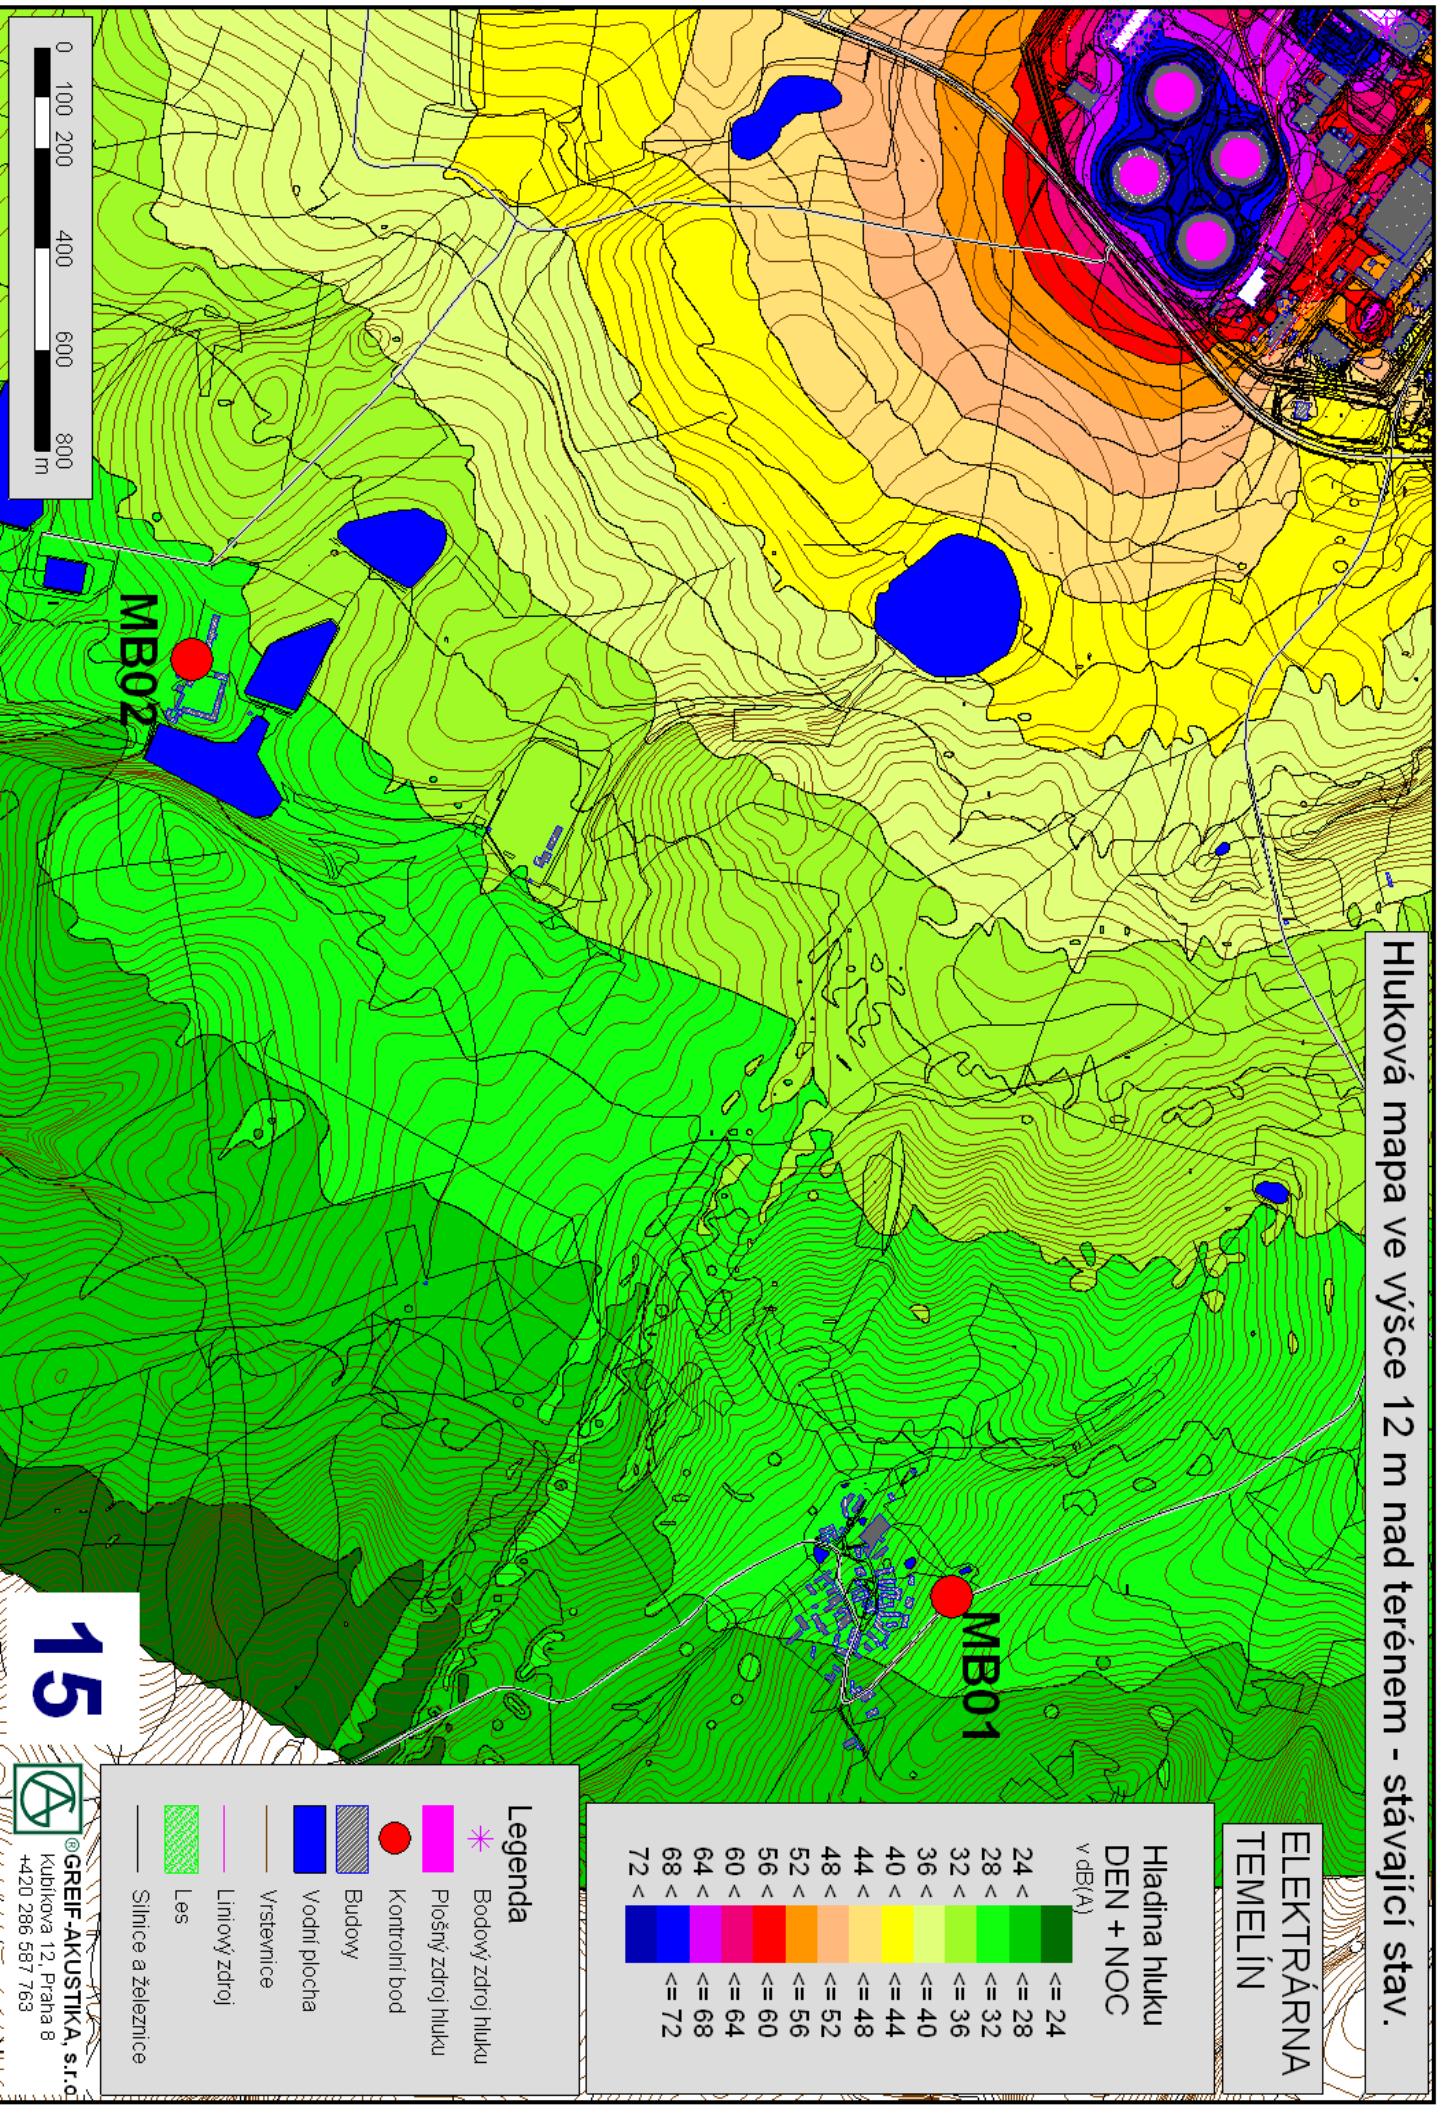 Hluková mapa ve výšce 12 m nad terénem - stávající stav.
ELEKTRÁRNA
TEMELÍN
Hladina hluku
DEN + NOC
v dB(A)
<= 24
24 < <= 28
28 < <= 32
32 < <= 36
36 < <= 40
40 < <= 44
44 < <= 48
48 < <= 52
52 < <= 56
56 < <= 60
60 < <= 64
64 < <= 68
68 < <= 72
72 <
MB01
MB02
Legenda
Bodový zdroj hluku
Plošný zdroj hluku
Kontrolní bod
Budovy
Vodní plocha
Vrstevnice
Liniový zdroj
Les
Silnice a železnice
0 100 200 400 600 800
m
15
®GREIF-AKUSTIKA, s.r.o.
Kubíkova 12, Praha 8
+420 286 587 763